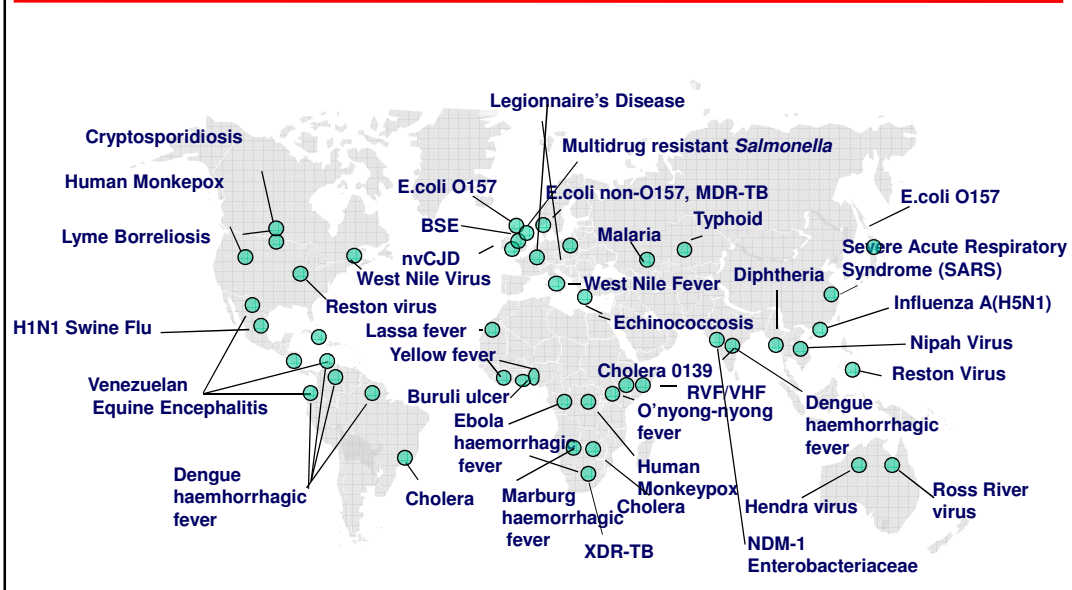 Legionnaire's Disease
Cryptosporidiosis
Multidrug resistant Salmonella
Human Monkepox
E.coli O157
E.coli non-O157, MDR-TB
E.coli O157
Typhoid
BSE
Malaria
Lyme Borreliosis
Severe Acute Respiratory
Syndrome (SARS)
nvCJD
Diphtheria
West Nile Virus
West Nile Fever
Reston virus
Influenza A(H5N1)
Echinococcosis
H1N1 Swine Flu
Lassa fever
Nipah Virus
Yellow fever
Cholera 0139
Reston Virus
Venezuelan
Equine Encephalitis
Buruli ulcer
RVF/VHF
Ebola
haemorrhagic
fever
O'nyong-nyong
fever
Dengue
haemhorrhagic
fever
Human
Monkeypox
Dengue
haemhorrhagic
fever
Cholera
Marburg
haemorrhagic
fever
Cholera
Hendra virus
Ross River
virus
XDR-TB
NDM-1
Enterobacteriaceae